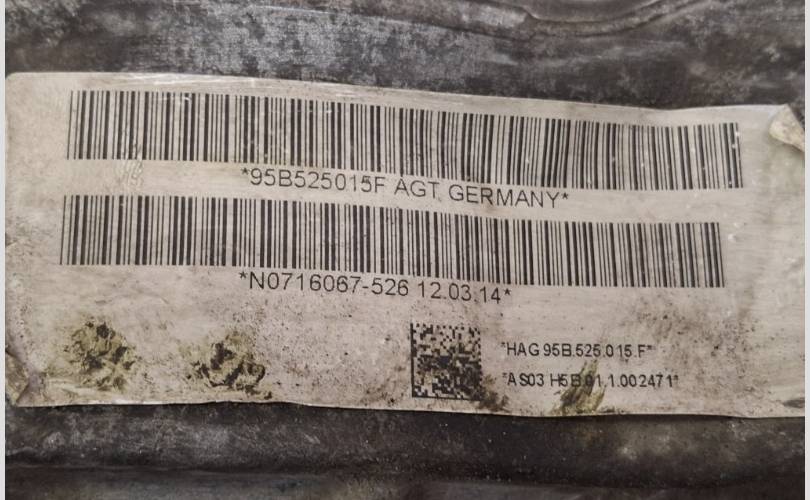 *95B525015F AGT GERMANY*
*N0716067-526 12.03.14*
*HAG 95B.525.015.F*
*AS03 H5B 01.1.002471*